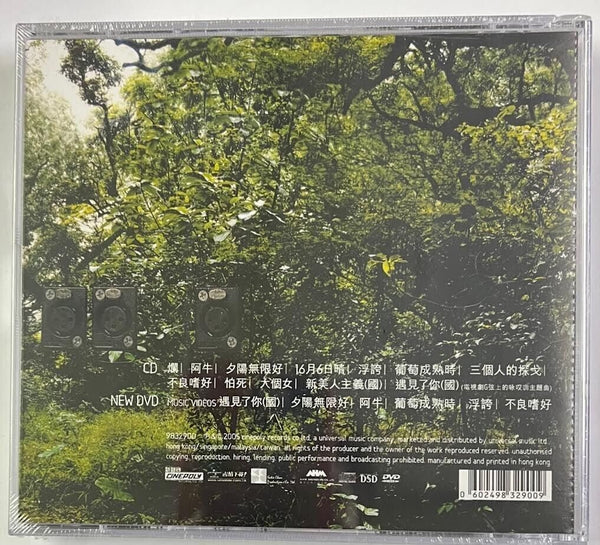 CD 爛| 阿牛| 夕陽無限好| 16月6日晴| 浮誇| 葡萄成熟時| 三個人的探戈|
不良嗜好| 怕死| 大個女| 新美人主義(國)| 遇見了你(國)(電視劇G弦上的咏叹调主題曲)
NEW DVD MUSIC VIDEOS 遇見了你(國)| 夕陽無限好| 阿牛| 葡萄成熟時| 浮誇| 不良嗜好
9832900 2005 cinepoly records co ltd. a universal music company. marketed and distributed by universal music ltd.
hong kong/singapore/malaysia/taiwan. all rights of the producer and the owner of the work reproduced reserved. unauthorised
copying, reproduction, hiring, lending, public performance and broadcasting prohibited. manufactured and printed in hong kong
CINEPOLY
DSD
DVD
0 602498 329009